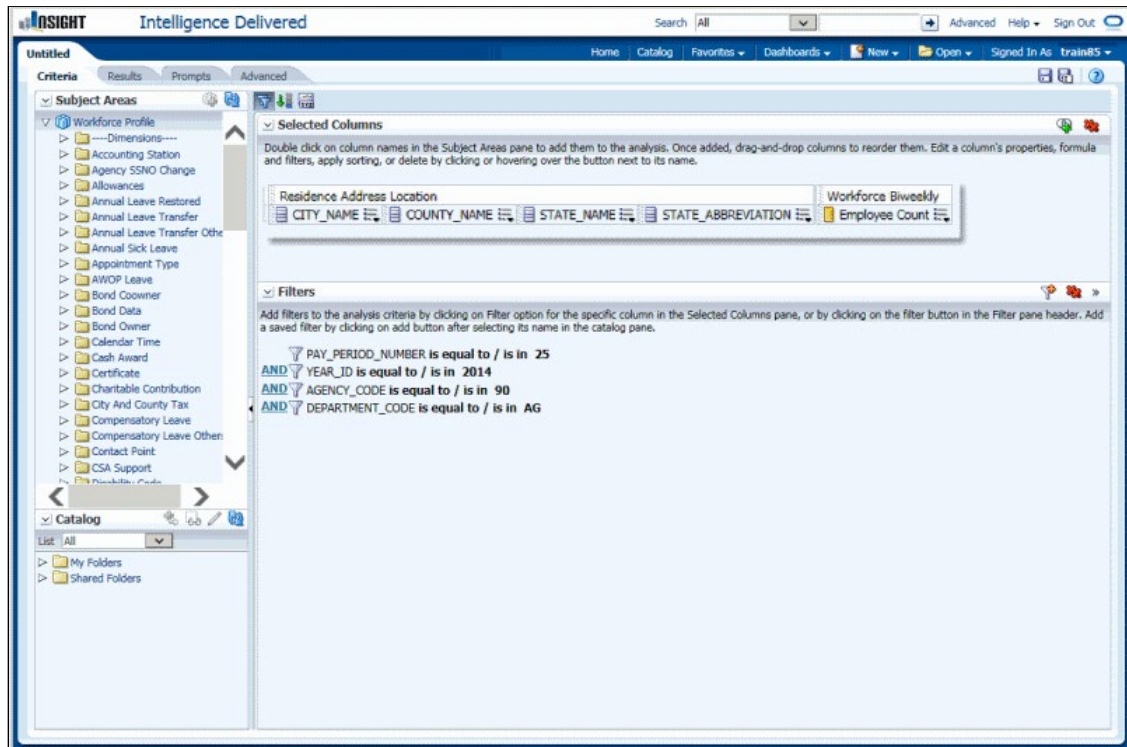 INSIGHT Intelligence Delivered Search All Advanced Help Sign Out
Untitled Home Catalog Favorites Dashboards New Open Signed In As train85
Criteria Results Prompts Advanced
Subject Areas
Workforce Profile
----Dimensions----
Accounting Station
Agency SSNO Change
Allowances
Annual Leave Restored
Annual Leave Transfer
Annual Leave Transfer Othe
Annual Sick Leave
Appointment Type
AWOP Leave
Bond Coowner
Bond Data
Bond Owner
Calendar Time
Cash Award
Certificate
Charitable Contribution
City And County Tax
Compensatory Leave
Compensatory Leave Others
Contact Point
CSA Support
Disability Code
Catalog
List All
My Folders
Shared Folders
Selected Columns
Double click on column names in the Subject Areas pane to add them to the analysis. Once added, drag-and-drop columns to reorder them. Edit a column's properties, formula
and filters, apply sorting, or delete by clicking or hovering over the button next to its name.
Residence Address Location Workforce Biweekly
CITY_NAME COUNTY_NAME STATE_NAME STATE_ABBREVIATION Employee Count
Filters
Add filters to the analysis criteria by clicking on Filter option for the specific column in the Selected Columns pane, or by clicking on the filter button in the Filter pane header. Add
a saved filter by clicking on add button after selecting its name in the catalog pane.
PAY_PERIOD_NUMBER is equal to / is in 25
AND YEAR_ID is equal to / is in 2014
AND AGENCY_CODE is equal to / is in 90
AND DEPARTMENT_CODE is equal to / is in AG